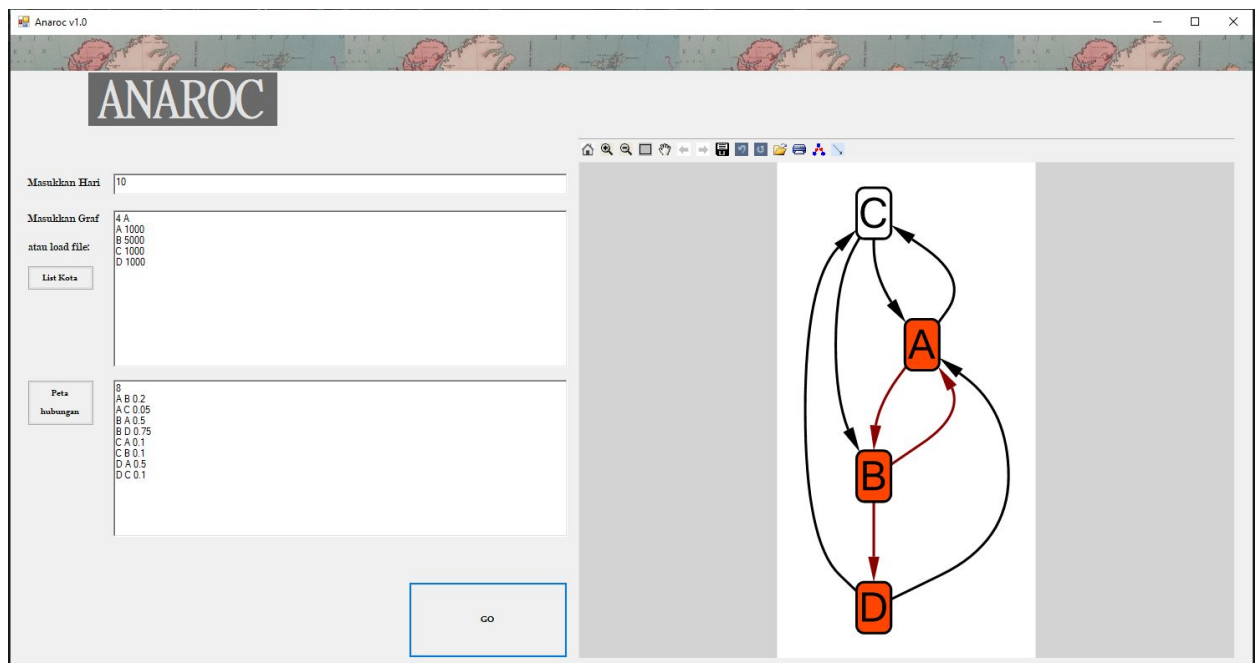 Anaroc v1.0
ANAROC
Masukkan Hari
10
Masukkan Graf
atau load file:
List Kota
4 A
A 1000
B 5000
C 1000
D 1000
Peta
hubungan
8
A B 0.2
A C 0.05
B A 0.5
B D 0.75
C A 0.1
C B 0.1
D A 0.5
D C 0.1
GO
C
A
B
D